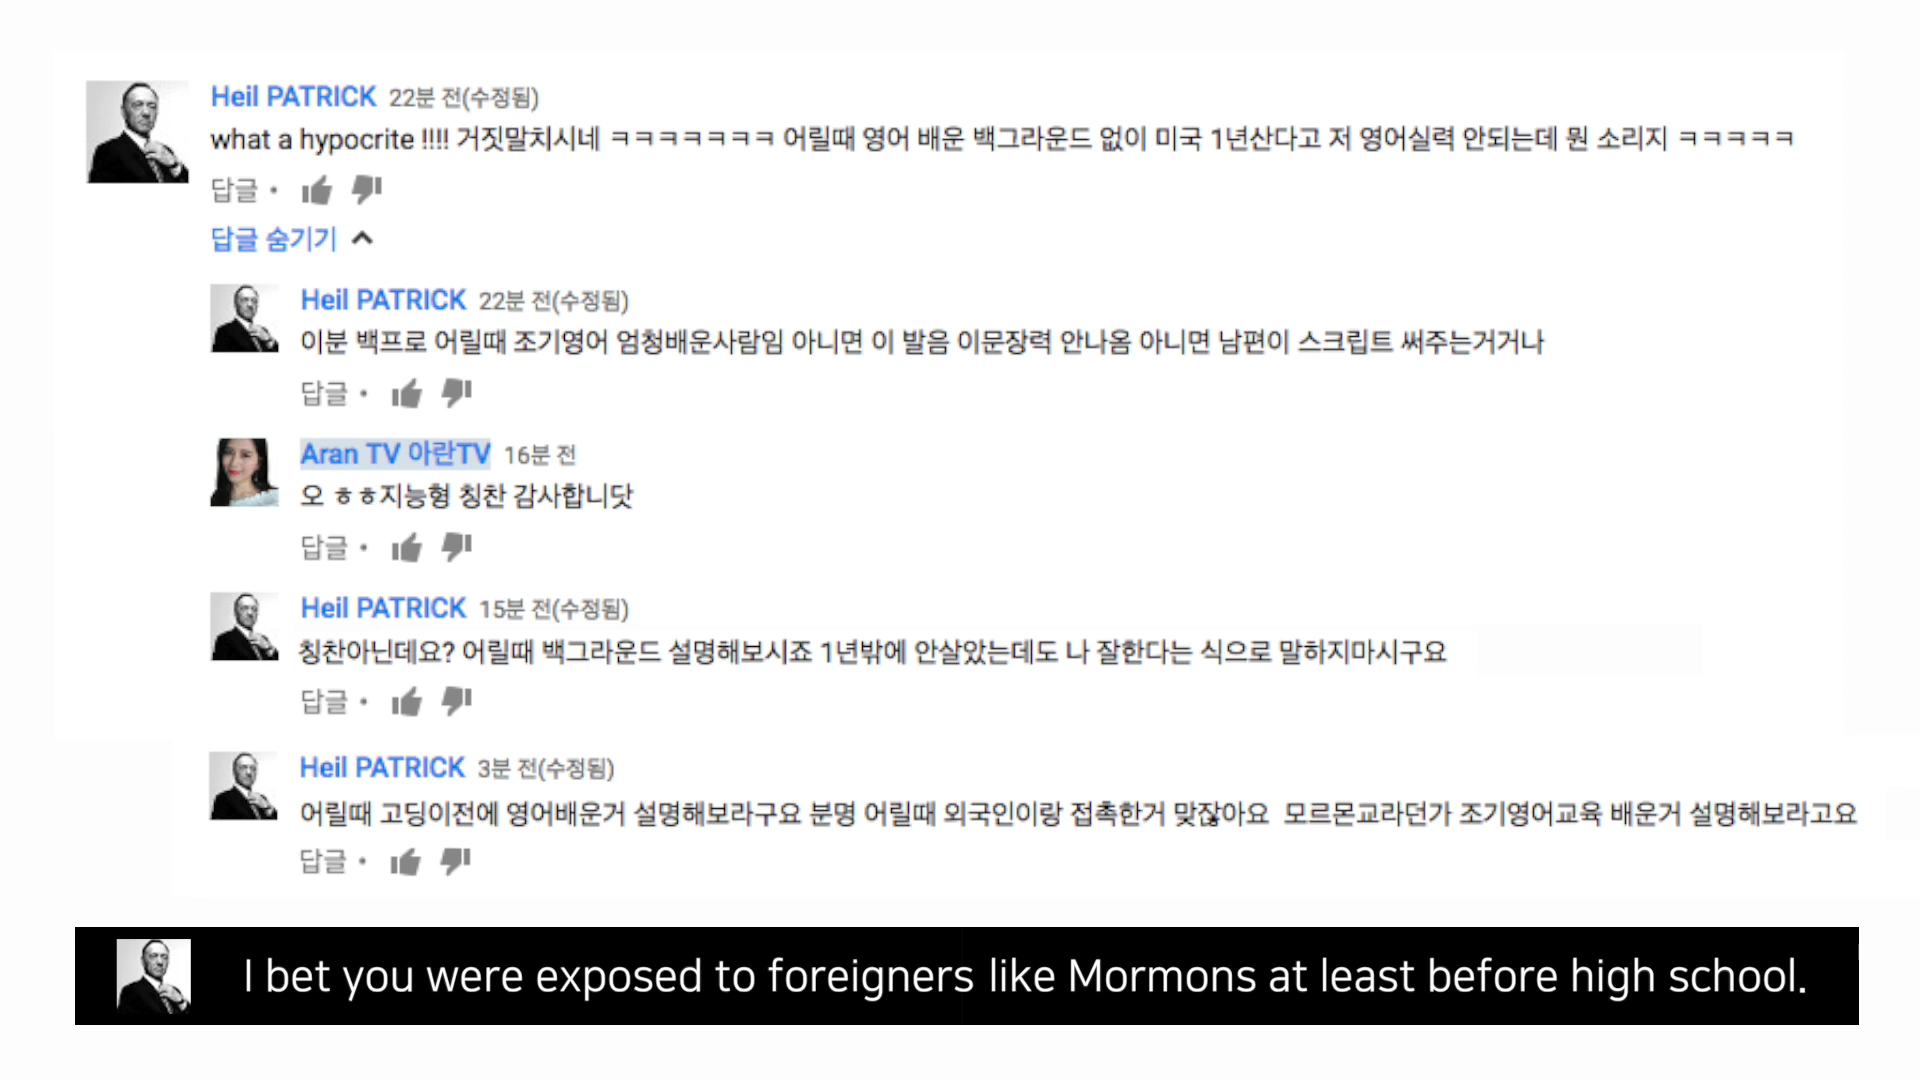 Heil PATRICK 22분 전(수정됨)
what a hypocrite !!!! 거짓말치시네 ㅋㅋㅋㅋㅋㅋㅋ 어릴때 영어 배운 백그라운드 없이 미국 1년산다고 저 영어실력 안되는데 뭔 소리지 ㅋㅋㅋㅋㅋ
답글 •
답글 숨기기
Heil PATRICK 22분 전(수정됨)
이분 백프로 어릴때 조기영어 엄청배운사람임 아니면 이 발음 이문장력 안나옴 아니면 남편이 스크립트 써주는거거나
답글 •
Aran TV 아란TV 16분 전
오 ㅎㅎ지능형 칭찬 감사합니닷
답글 •
Heil PATRICK 15분 전(수정됨)
칭찬아닌데요? 어릴때 백그라운드 설명해보시죠 1년밖에 안살았는데도 나 잘한다는 식으로 말하지마시구요
답글 •
Heil PATRICK 3분 전(수정됨)
어릴때 고딩이전에 영어배운거 설명해보라구요 분명 어릴때 외국인이랑 접촉한거 맞잖아요 모르몬교라던가 조기영어교육 배운거 설명해보라고요
답글 •
I bet you were exposed to foreigners like Mormons at least before high school.